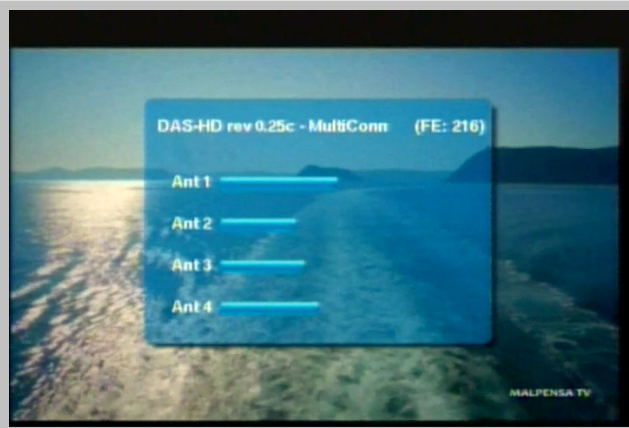 DAS-HD rev 0.25c - MultiConn (FE: 216)
Ant 1
Ant 2
Ant 3
Ant 4
MALPENSA TV